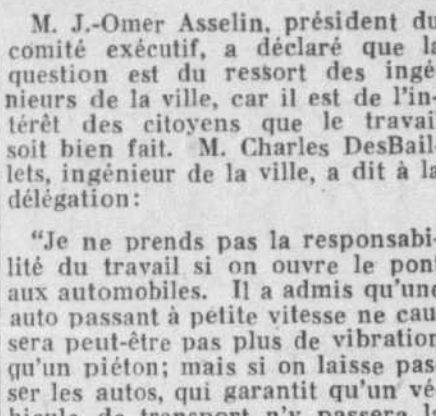 M. J.-Omer Asselin, président du
comité exécutif, a déclaré que la
question est du ressort des ingé-
nieurs de la ville, car il est de l'in-
térêt des citoyens que le travail
soit bien fait. M. Charles DesBail-
lets, ingénieur de la ville, a dit à la
délégation:
"Je ne prends pas la responsabi-
lité du travail si on ouvre le pont
aux automobiles. Il a admis qu'une
auto passant à petite vitesse ne cau-
sera peut-être pas plus de vibration
qu'un piéton; mais si on laisse pas-
ser les autos, qui garantit qu'un vé-
hicule de transport n'y passera